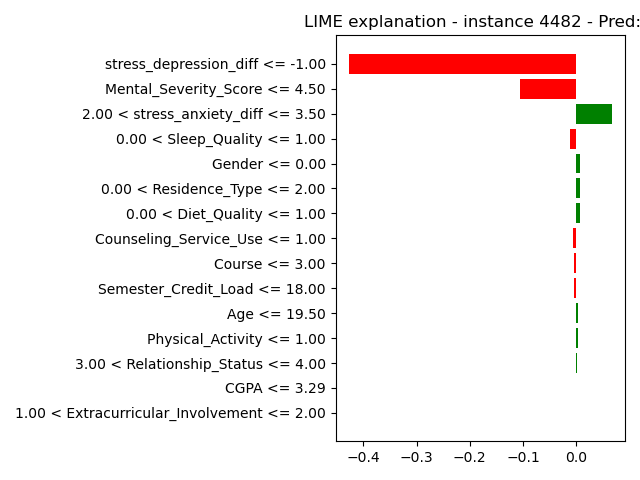 LIME explanation - instance 4482 - Pred:
stress_depression_diff <= -1.00
Mental_Severity_Score <= 4.50
2.00 < stress_anxiety_diff <= 3.50
0.00 < Sleep_Quality <= 1.00
Gender <= 0.00
0.00 < Residence_Type <= 2.00
0.00 < Diet_Quality <= 1.00
Counseling_Service_Use <= 1.00
Course <= 3.00
Semester_Credit_Load <= 18.00
Age <= 19.50
Physical_Activity <= 1.00
3.00 < Relationship_Status <= 4.00
CGPA <= 3.29
1.00 < Extracurricular_Involvement <= 2.00
−0.4 −0.3 −0.2 −0.1 0.0